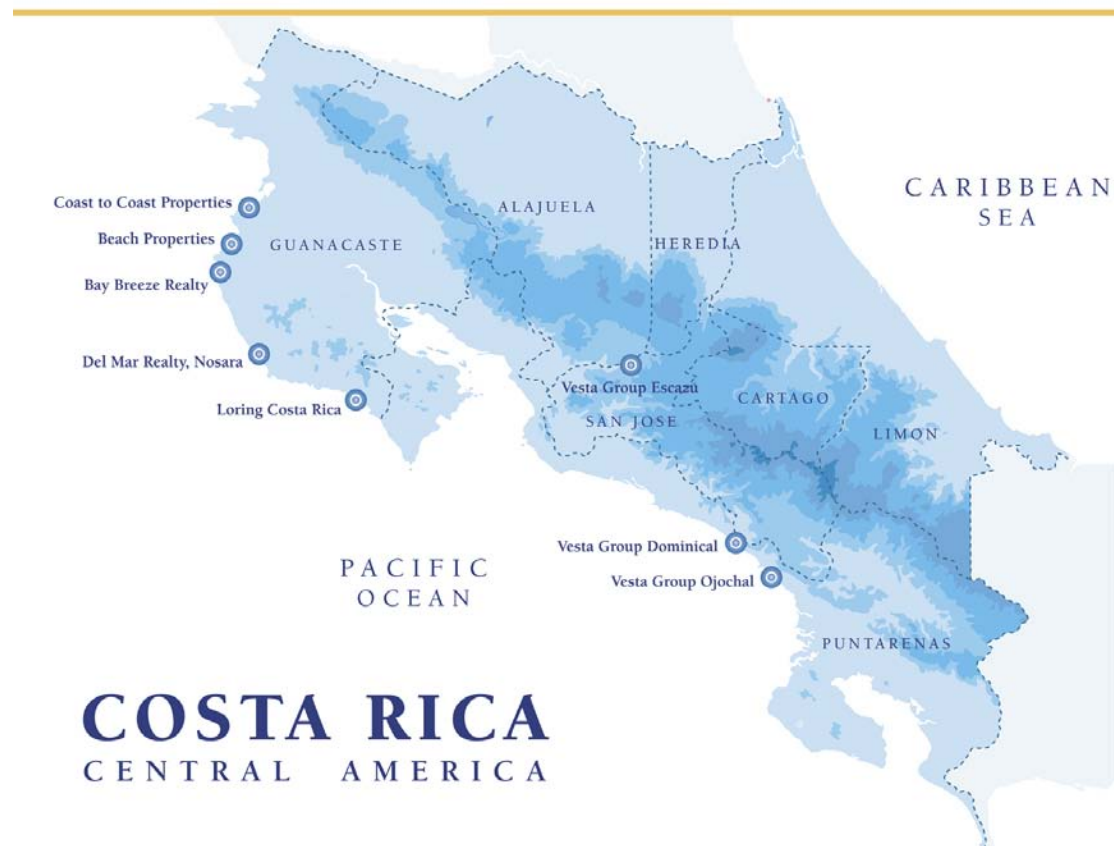 CARIBBEAN
SEA
Coast to Coast Properties
ALAJUELA
Beach Properties
GUANACASTE
HEREDIA
Bay Breeze Realty
Del Mar Realty, Nosara
Vesta Group Escazú
CARTAGO
Loring Costa Rica
SAN JOSE
LIMON
Vesta Group Dominical
PACIFIC
OCEAN
Vesta Group Ojochal
PUNTARENAS
COSTA RICA
CENTRAL AMERICA